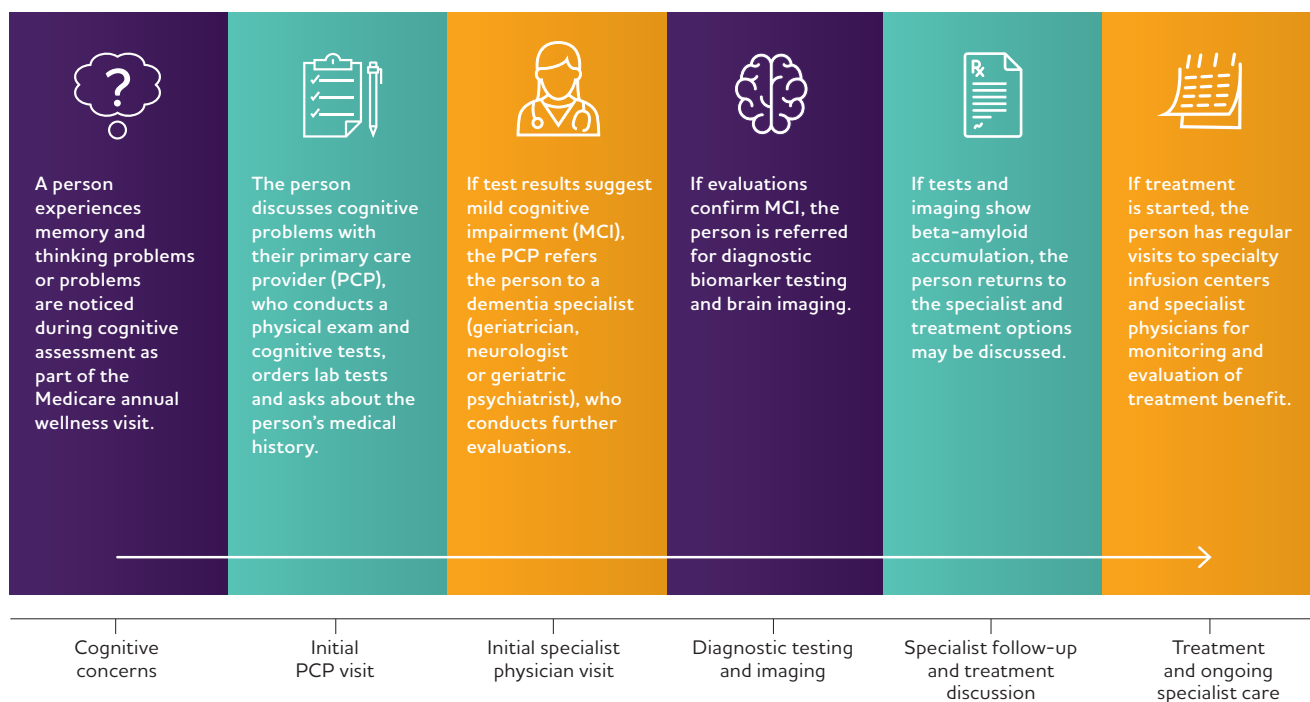 ?
A person
experiences
memory and
thinking problems
or problems
are noticed
during cognitive
assessment as
part of the
Medicare annual
wellness visit.
The person
discusses cognitive
problems with
their primary care
provider (PCP),
who conducts a
physical exam and
cognitive tests,
orders lab tests
and asks about the
person’s medical
history.
If test results suggest
mild cognitive
impairment (MCI),
the PCP refers
the person to a
dementia specialist
(geriatrician,
neurologist
or geriatric
psychiatrist), who
conducts further
evaluations.
If evaluations
confirm MCI, the
person is referred
for diagnostic
biomarker testing
and brain imaging.
Rx
If tests and
imaging show
beta-amyloid
accumulation, the
person returns to
the specialist and
treatment options
may be discussed.
If treatment
is started, the
person has regular
visits to specialty
infusion centers
and specialist
physicians for
monitoring and
evaluation of
treatment benefit.
Cognitive
concerns
Initial
PCP visit
Initial specialist
physician visit
Diagnostic testing
and imaging
Specialist follow-up
and treatment
discussion
Treatment
and ongoing
specialist care